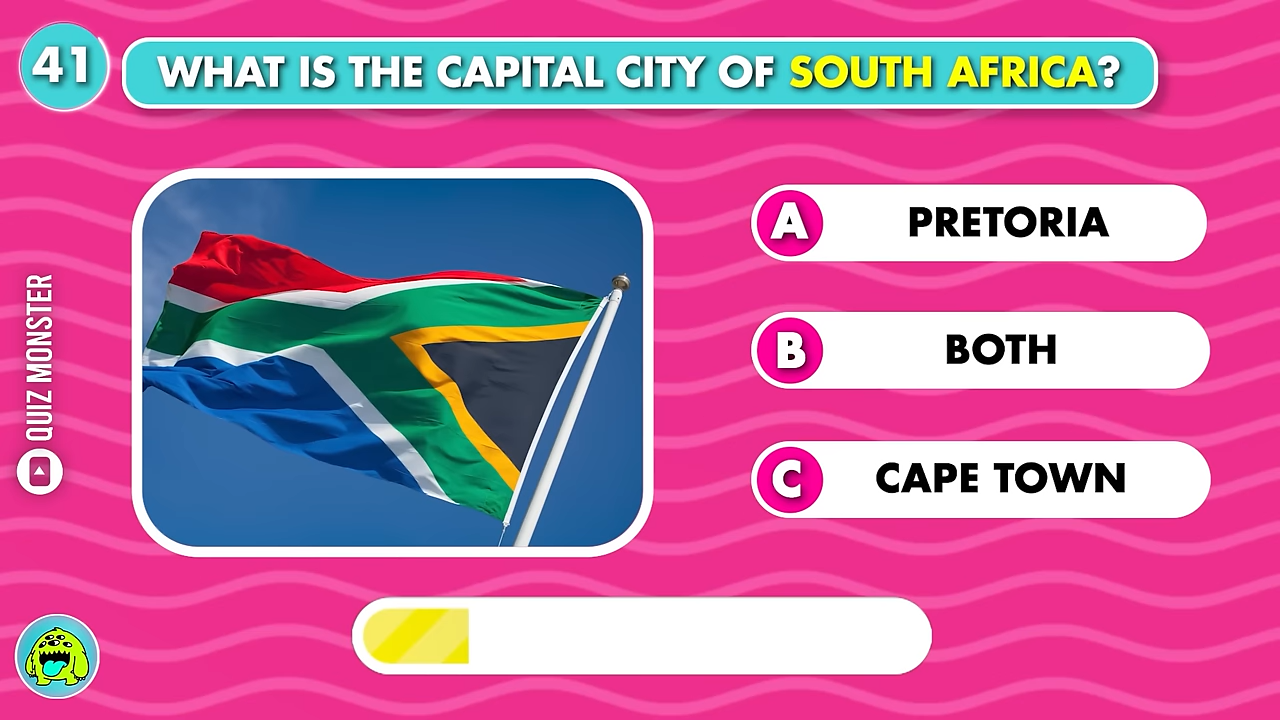 41
WHAT IS THE CAPITAL CITY OF SOUTH AFRICA?
A PRETORIA
B BOTH
C CAPE TOWN
QUIZ MONSTER